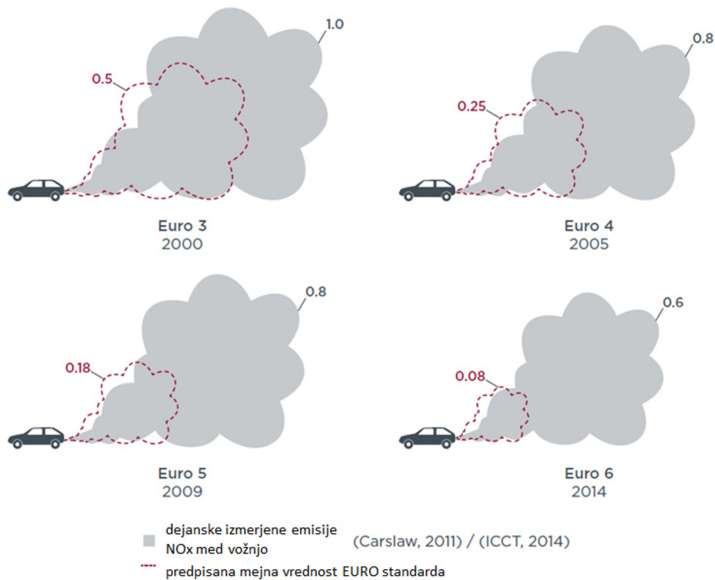 1.0
0.5
Euro 3
2000
0.8
0.25
Euro 4
2005
0.8
0.18
Euro 5
2009
0.6
0.08
Euro 6
2014
dejanske izmerjene emisije
NOx med vožnjo
(Carslaw, 2011) / (ICCT, 2014)
predpisana mejna vrednost EURO standarda